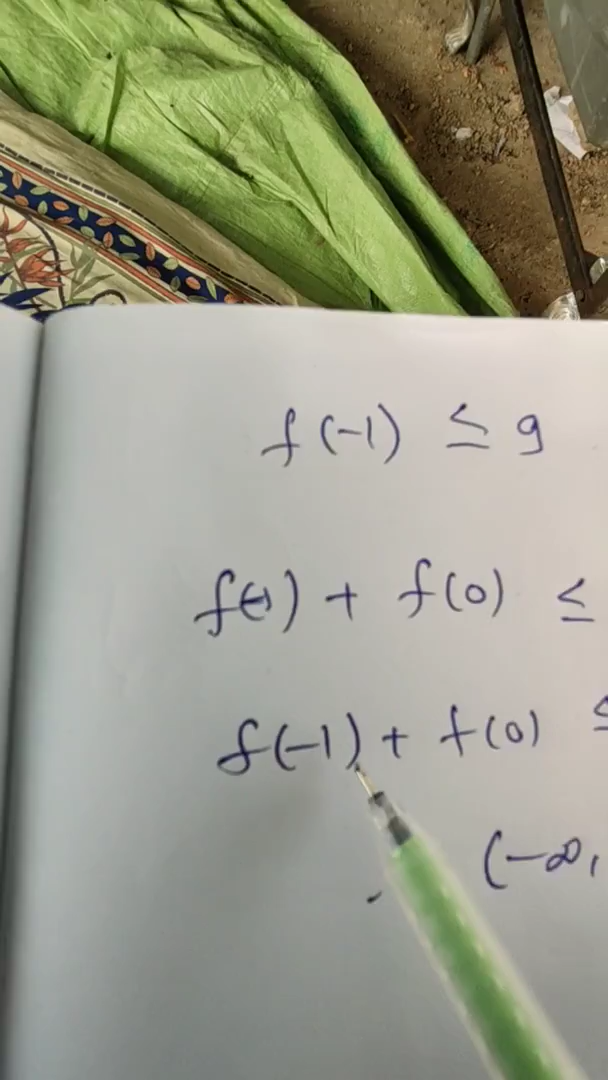 f(-1) ≤ 9
f(-1) + f(0) ≤
f(-1) + f(0) ≤
(-∞,